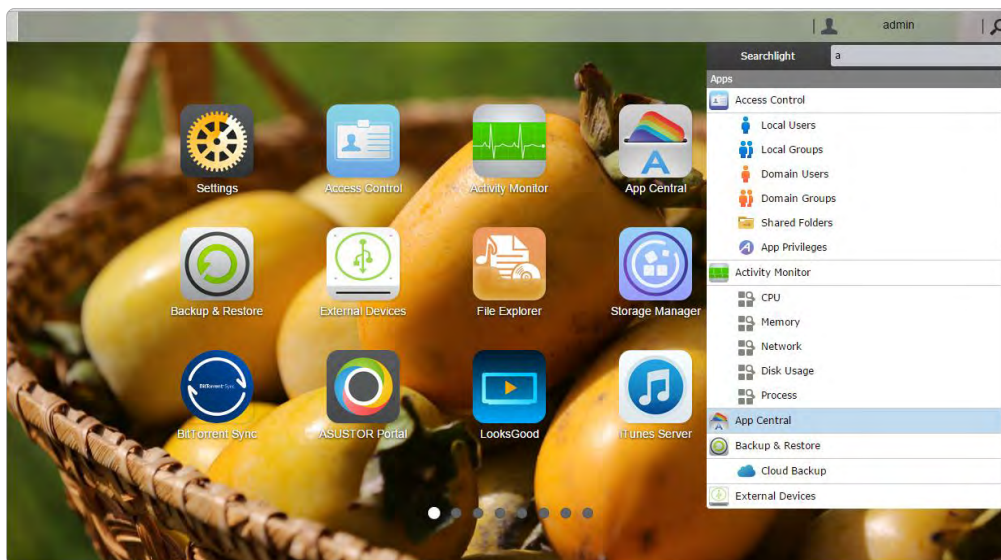 admin
Searchlight
a
Apps
Access Control
Local Users
Local Groups
Domain Users
Domain Groups
Shared Folders
App Privileges
Activity Monitor
CPU
Memory
Network
Disk Usage
Process
App Central
Backup & Restore
Cloud Backup
External Devices
Settings
Access Control
Activity Monitor
App Central
Backup & Restore
External Devices
File Explorer
Storage Manager
BitTorrent Sync
BitTorrent Sync
ASUSTOR Portal
LooksGood
iTunes Server